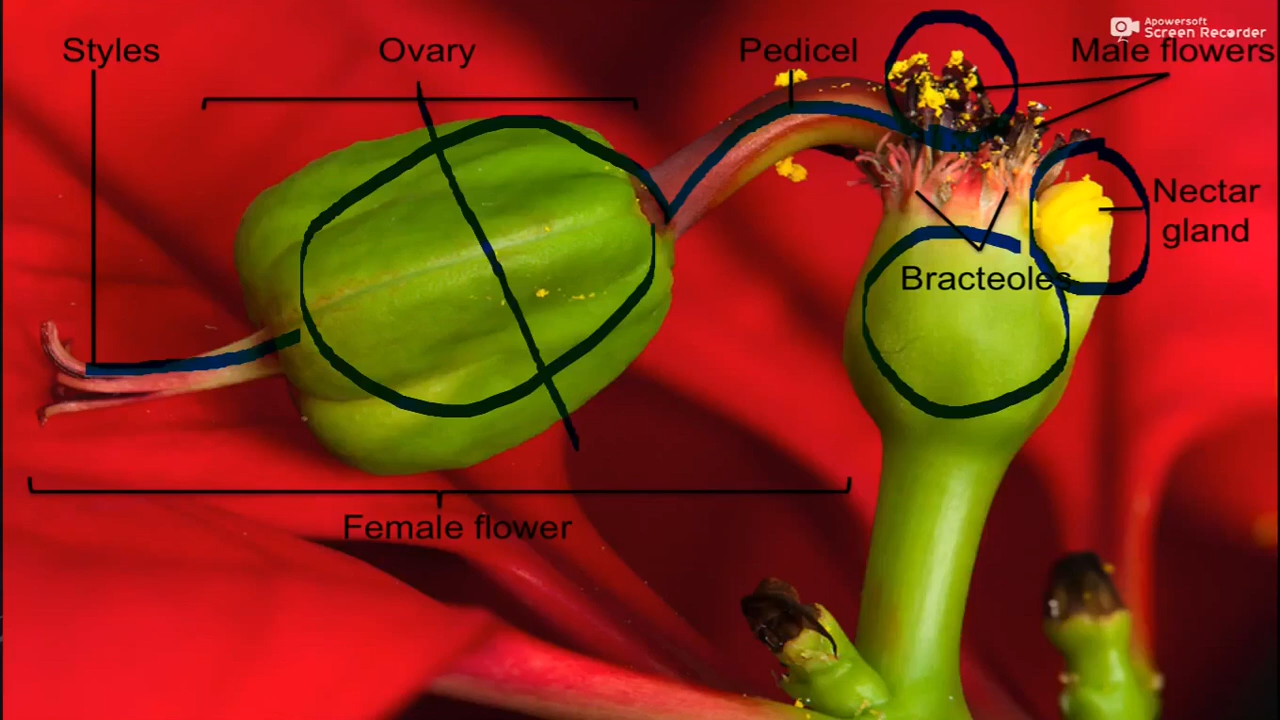 Apowersoft
Screen Recorder
Styles
Ovary
Pedicel
Male flowers
Nectar
gland
Bracteoles
Female flower